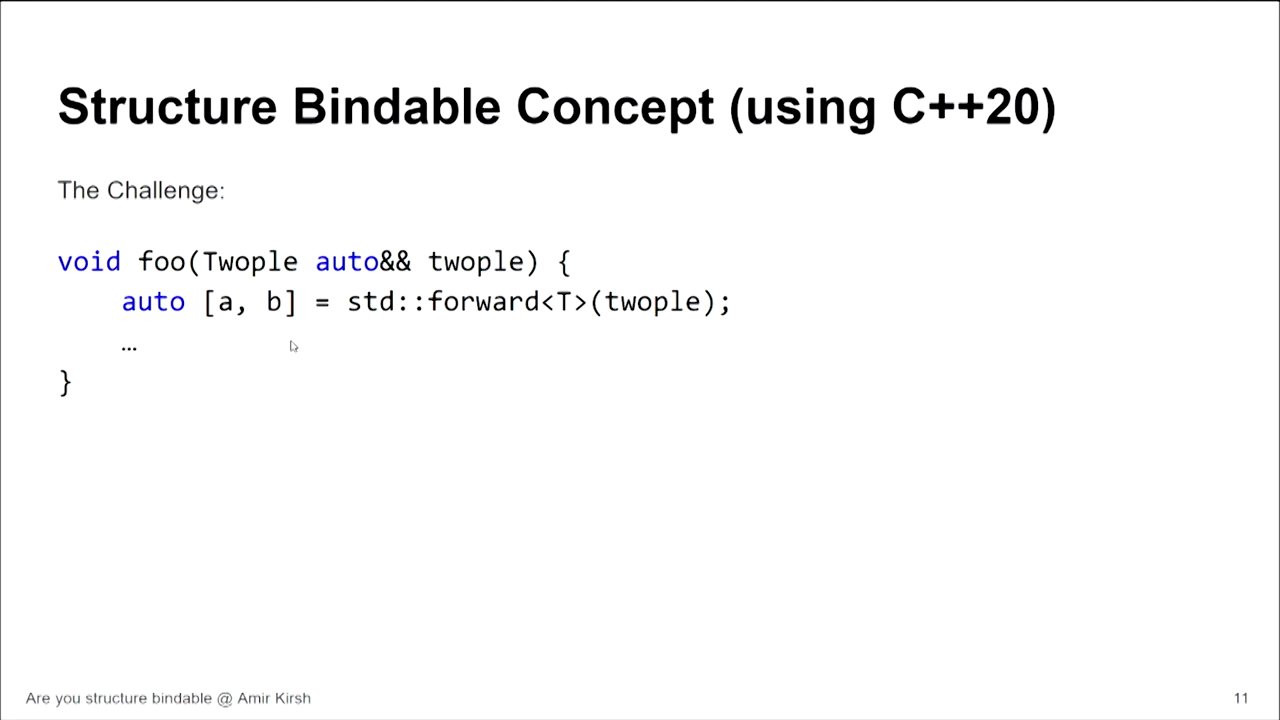 Structure Bindable Concept (using C++20)
The Challenge:
void foo(Twople auto&& twople) {
auto [a, b] = std::forward<T>(twople);
…
}
Are you structure bindable @ Amir Kirsh
11